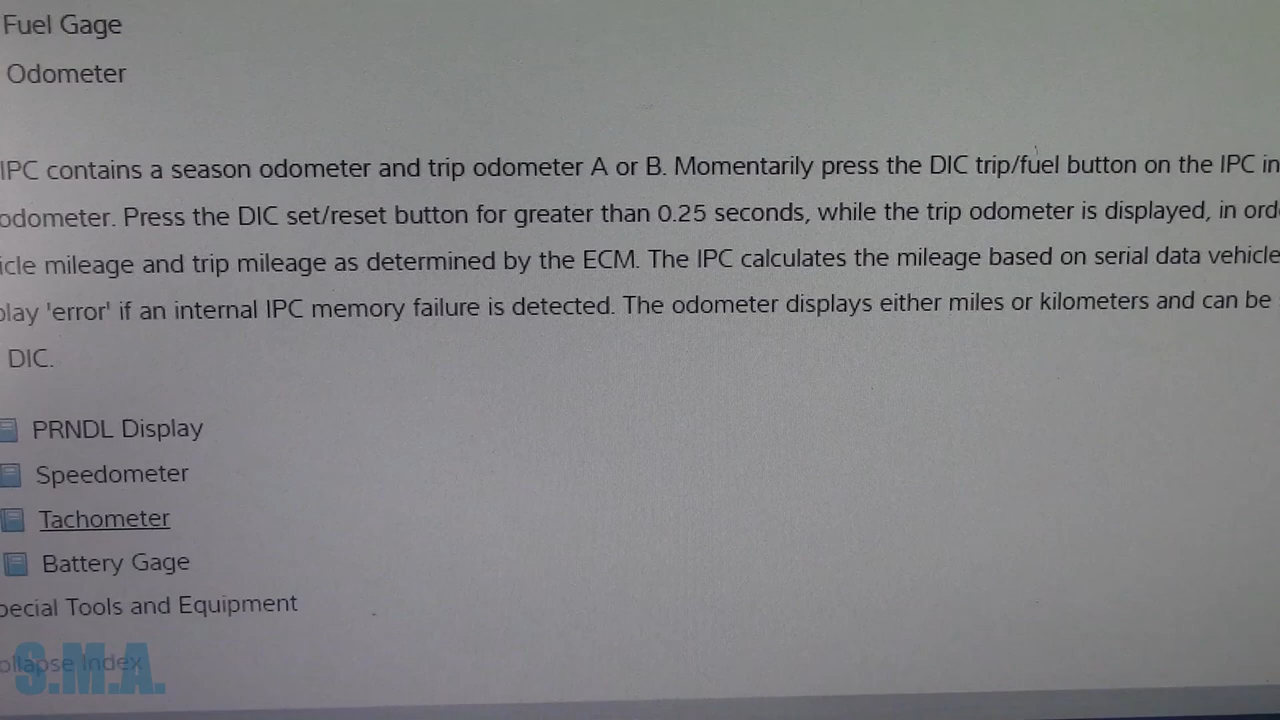 Fuel Gage
Odometer
IPC contains a season odometer and trip odometer A or B. Momentarily press the DIC trip/fuel button on the IPC in
odometer. Press the DIC set/reset button for greater than 0.25 seconds, while the trip odometer is displayed, in ord
icle mileage and trip mileage as determined by the ECM. The IPC calculates the mileage based on serial data vehicle
play 'error' if an internal IPC memory failure is detected. The odometer displays either miles or kilometers and can be
DIC.
PRNDL Display
Speedometer
Tachometer
Battery Gage
pecial Tools and Equipment
ollapse Index
S.M.A.